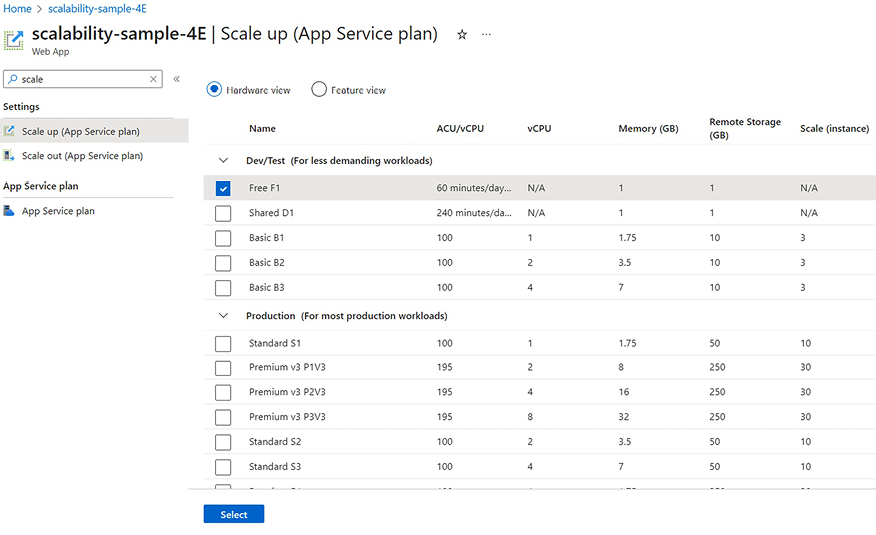 Home > scalability-sample-4E
scalability-sample-4E | Scale up (App Service plan)
Web App
scale
Hardware view Feature view
Settings
Scale up (App Service plan)
Scale out (App Service plan)
App Service plan
App Service plan
Name ACU/vCPU vCPU Memory (GB) Remote Storage (GB) Scale (instance)
Dev/Test (For less demanding workloads)
Free F1 60 minutes/day... N/A 1 1 N/A
Shared D1 240 minutes/da... N/A 1 1 N/A
Basic B1 100 1 1.75 10 3
Basic B2 100 2 3.5 10 3
Basic B3 100 4 7 10 3
Production (For most production workloads)
Standard S1 100 1 1.75 50 10
Premium v3 P1V3 195 2 8 250 30
Premium v3 P2V3 195 4 16 250 30
Premium v3 P3V3 195 8 32 250 30
Standard S2 100 2 3.5 50 10
Standard S3 100 4 7 50 10
Select